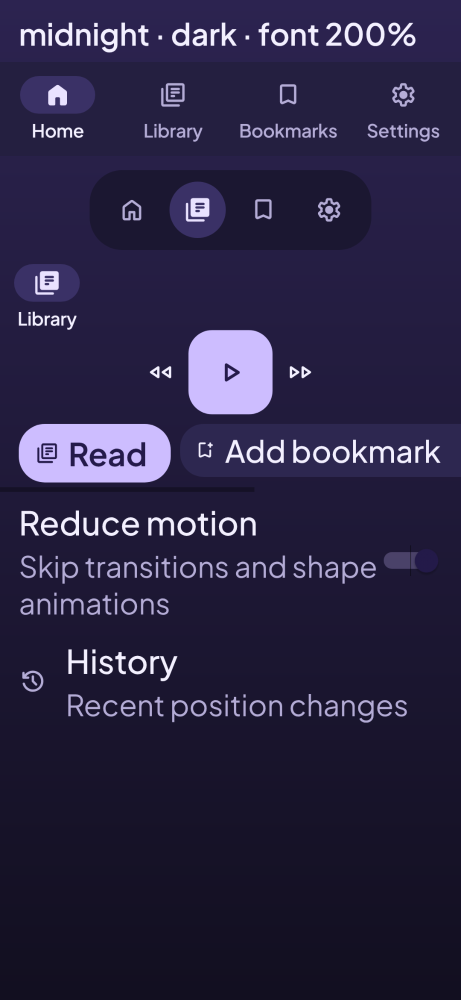 midnight · dark · font 200%
Home Library Bookmarks Settings
Library
Read Add bookmark
Reduce motion
Skip transitions and shape
animations
History
Recent position changes